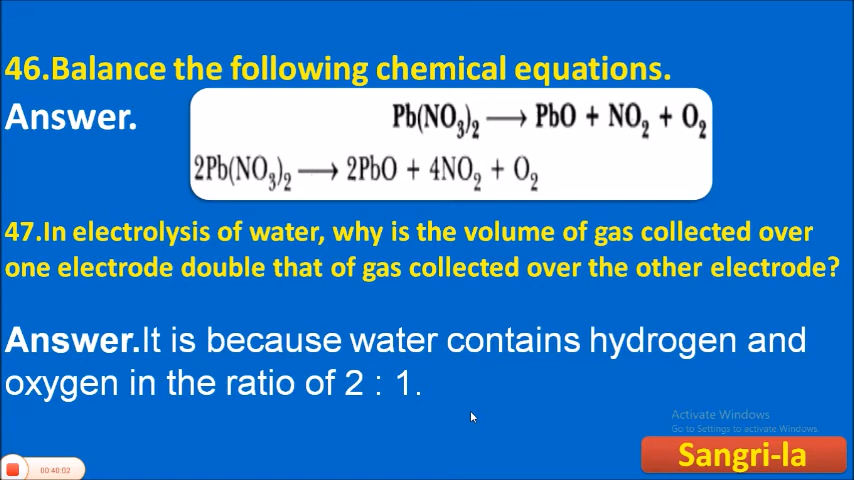 46.Balance the following chemical equations.
Answer.
Pb(NO₃)₂ ⟶ PbO + NO₂ + O₂
2Pb(NO₃)₂ ⟶ 2PbO + 4NO₂ + O₂
47.In electrolysis of water, why is the volume of gas collected over
one electrode double that of gas collected over the other electrode?
Answer.It is because water contains hydrogen and
oxygen in the ratio of 2 : 1.
Activate Windows
Go to Settings to activate Windows.
Sangri-la
00:40:02